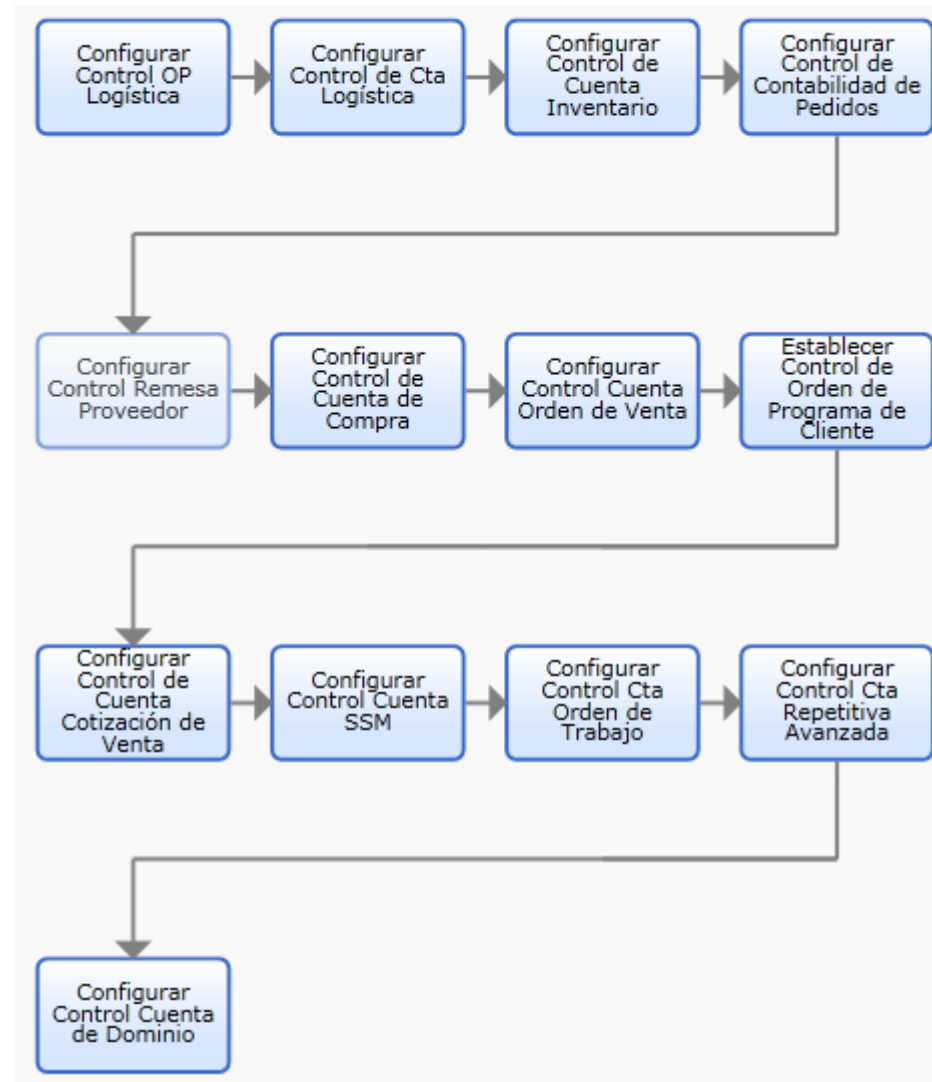 Configurar
Control OP
Logística
Configurar
Control de Cta
Logística
Configurar
Control de
Cuenta
Inventario
Configurar
Control de
Contabilidad de
Pedidos
Configurar
Control Remesa
Proveedor
Configurar
Control de
Cuenta de
Compra
Configurar
Control Cuenta
Orden de Venta
Establecer
Control de
Orden de
Programa de
Cliente
Configurar
Control de
Cuenta
Cotización de
Venta
Configurar
Control Cuenta
SSM
Configurar
Control Cta
Orden de
Trabajo
Configurar
Control Cta
Repetitiva
Avanzada
Configurar
Control Cuenta
de Dominio